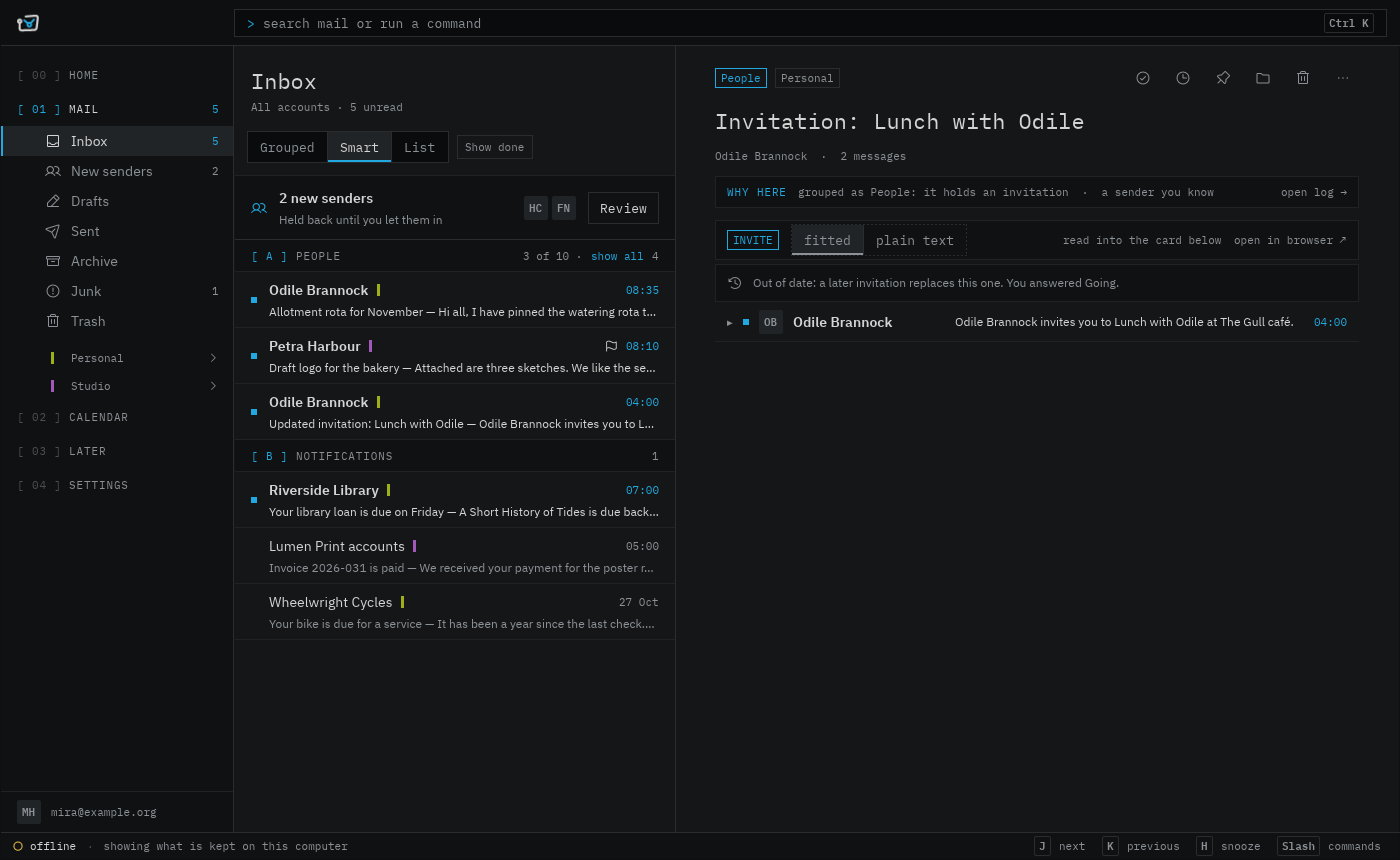 > search mail or run a command Ctrl K
[ 00 ] HOME
[ 01 ] MAIL 5
Inbox 5
New senders 2
Drafts
Sent
Archive
Junk 1
Trash
Personal
Studio
[ 02 ] CALENDAR
[ 03 ] LATER
[ 04 ] SETTINGS
MH mira@example.org
Inbox
All accounts · 5 unread
Grouped Smart List Show done
2 new senders
Held back until you let them in
HC FN Review
[ A ] PEOPLE 3 of 10 · show all 4
Odile Brannock 08:35
Allotment rota for November — Hi all, I have pinned the watering rota t...
Petra Harbour 08:10
Draft logo for the bakery — Attached are three sketches. We like the se...
Odile Brannock 04:00
Updated invitation: Lunch with Odile — Odile Brannock invites you to L...
[ B ] NOTIFICATIONS 1
Riverside Library 07:00
Your library loan is due on Friday — A Short History of Tides is due back...
Lumen Print accounts 05:00
Invoice 2026-031 is paid — We received your payment for the poster r...
Wheelwright Cycles 27 Oct
Your bike is due for a service — It has been a year since the last check....
People Personal
Invitation: Lunch with Odile
Odile Brannock · 2 messages
WHY HERE grouped as People: it holds an invitation · a sender you know open log →
INVITE fitted plain text read into the card below open in browser ↗
Out of date: a later invitation replaces this one. You answered Going.
▸ OB Odile Brannock Odile Brannock invites you to Lunch with Odile at The Gull café. 04:00
offline · showing what is kept on this computer
J next K previous H snooze Slash commands